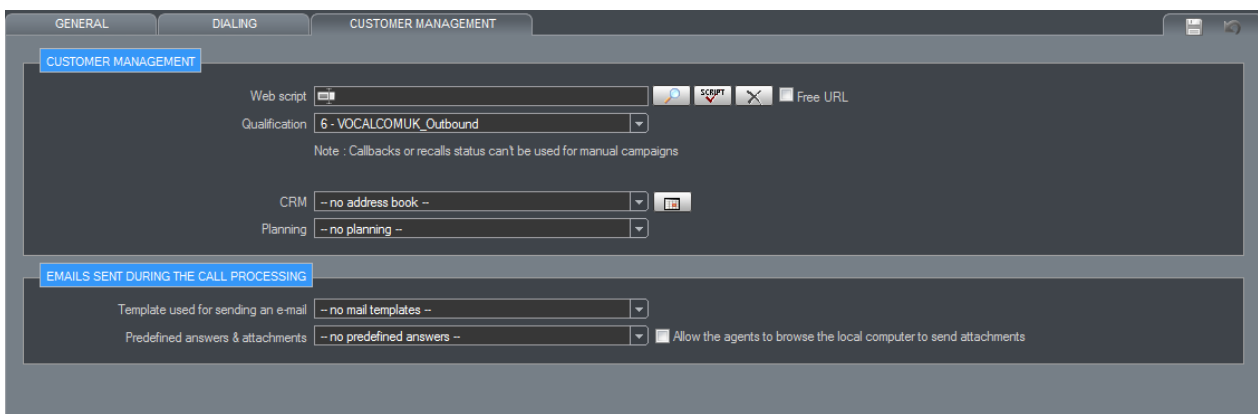 GENERAL DIALING CUSTOMER MANAGEMENT
CUSTOMER MANAGEMENT
Web script SCRIPT Free URL
Qualification 6 - VOCALCOMUK_Outbound
Note : Callbacks or recalls status can't be used for manual campaigns
CRM -- no address book --
Planning -- no planning --
EMAILS SENT DURING THE CALL PROCESSING
Template used for sending an e-mail -- no mail templates --
Predefined answers & attachments -- no predefined answers -- Allow the agents to browse the local computer to send attachments